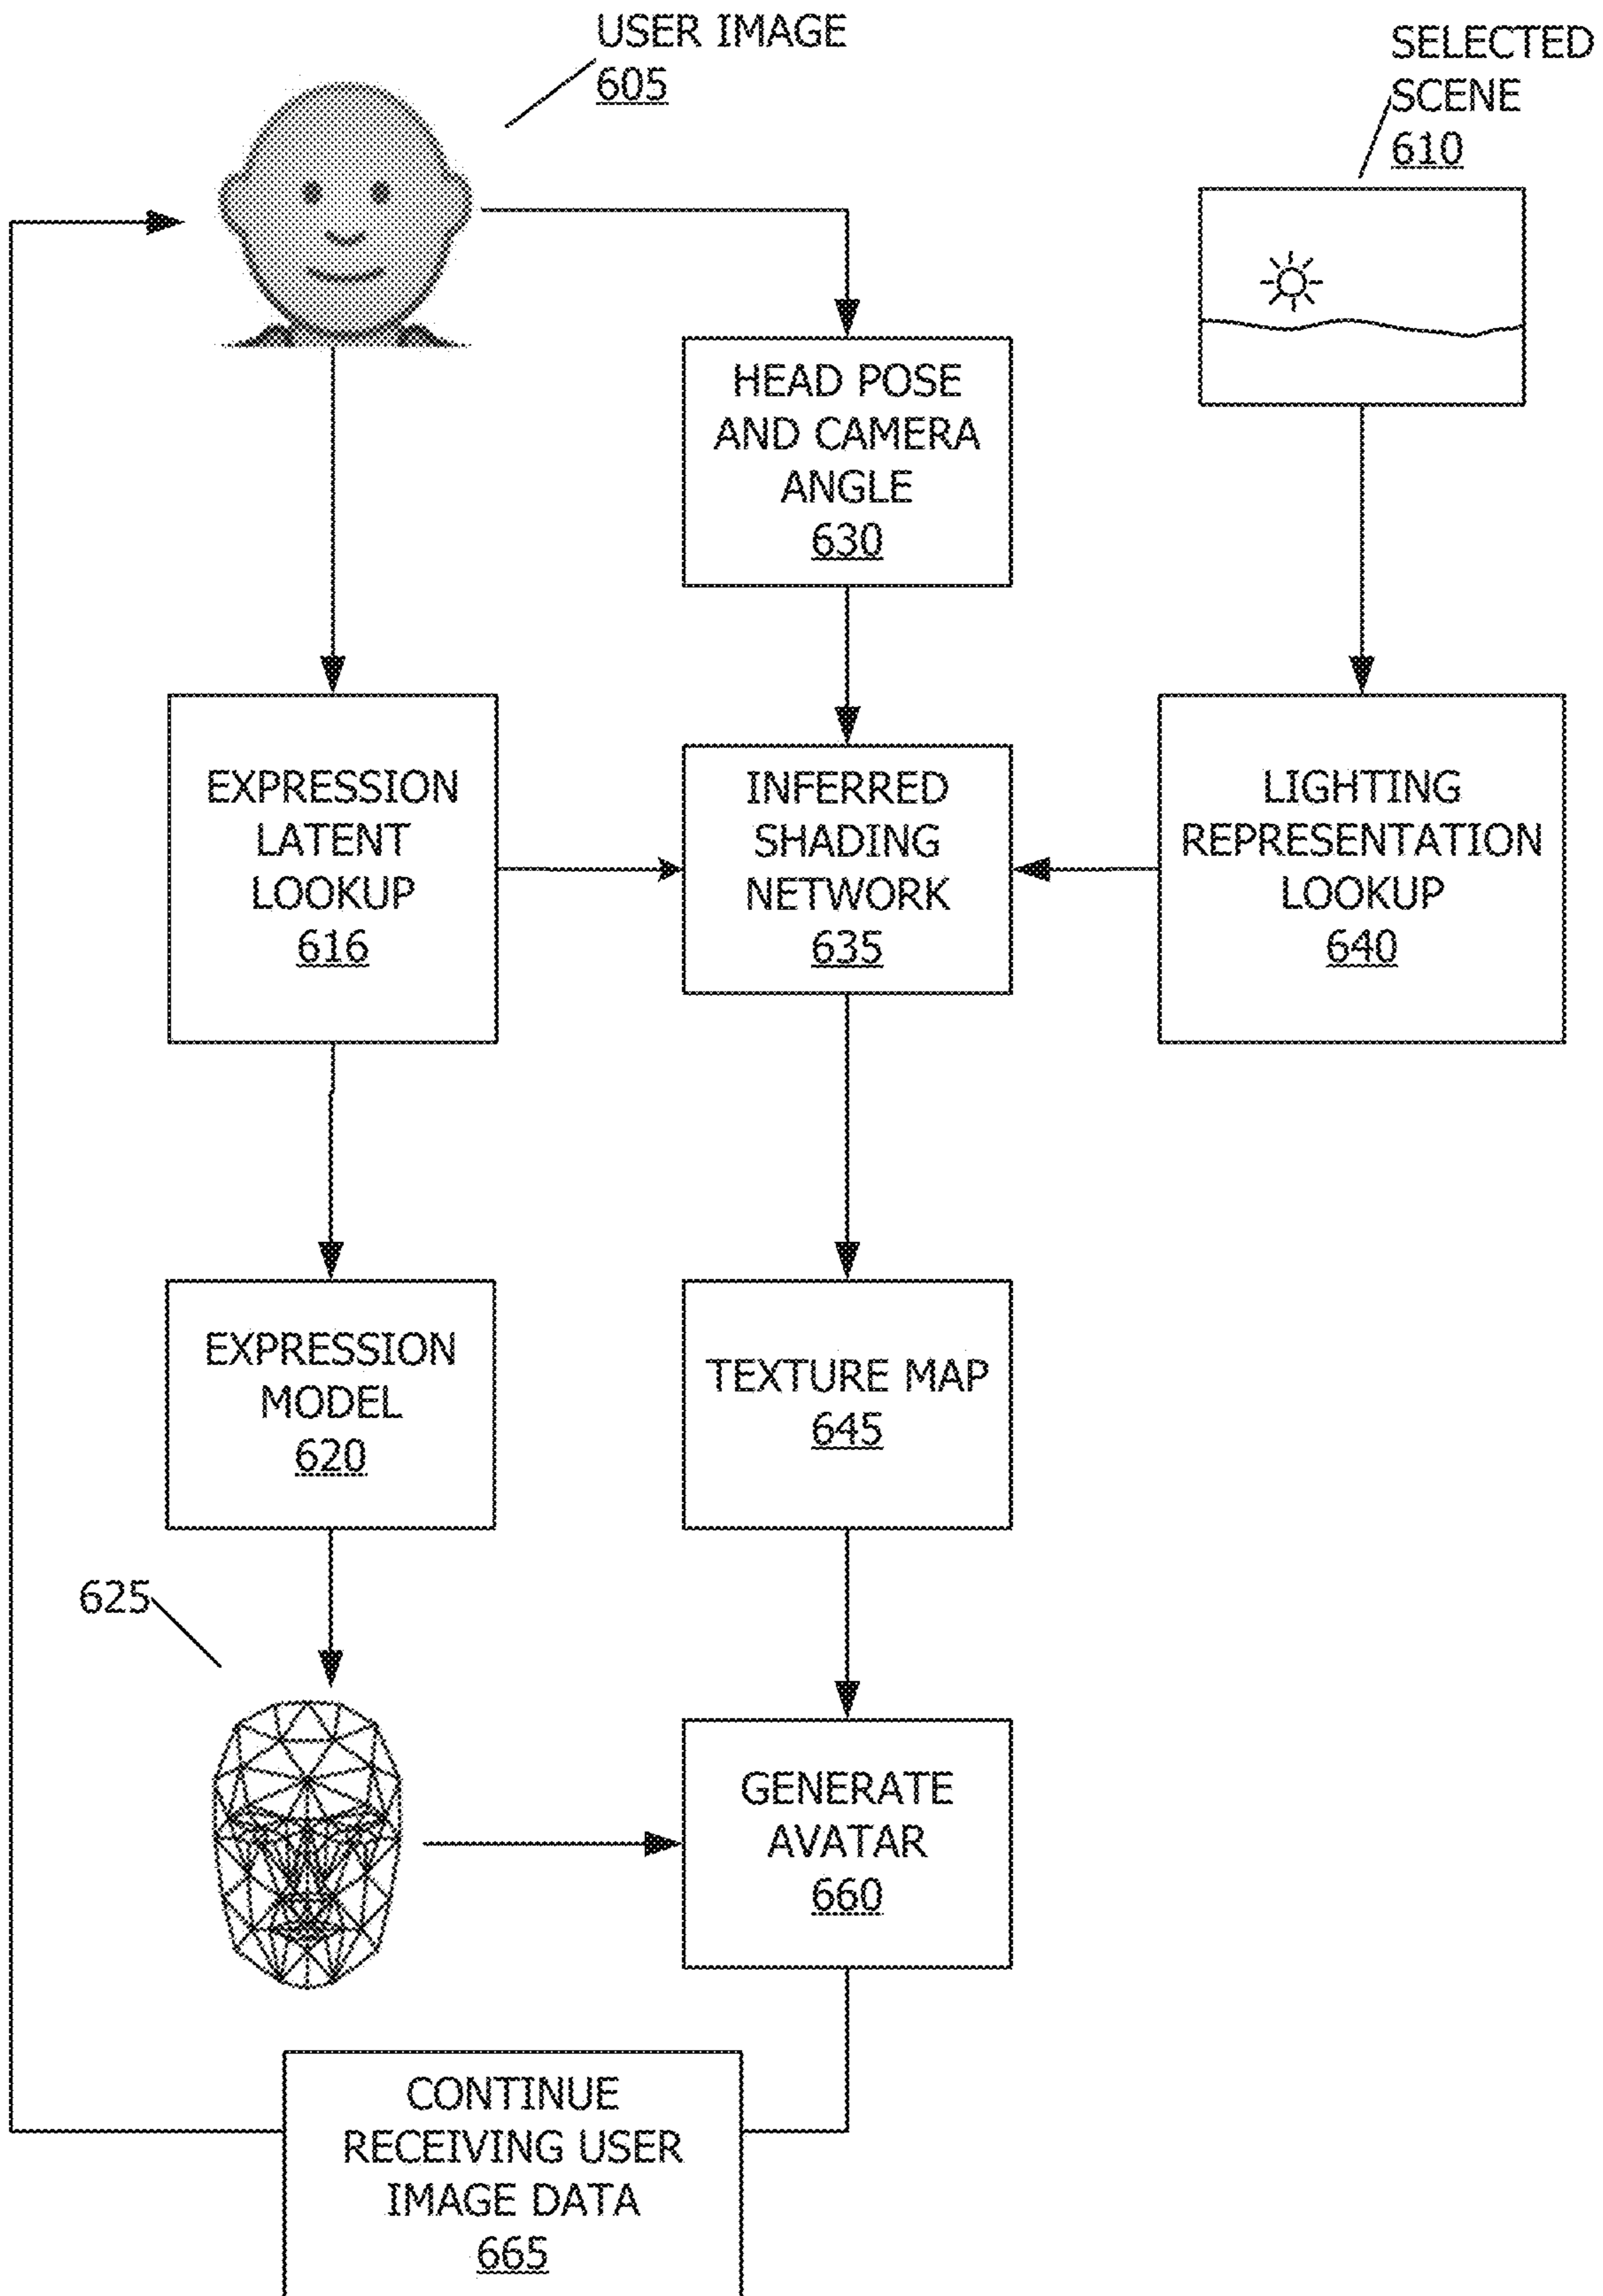 USER IMAGE
605
SELECTED
SCENE
610
HEAD POSE
AND CAMERA
ANGLE
630
EXPRESSION
LATENT
LOOKUP
616
INFERRED
SHADING
NETWORK
635
LIGHTING
REPRESENTATION
LOOKUP
640
EXPRESSION
MODEL
620
TEXTURE MAP
645
625
GENERATE
AVATAR
660
CONTINUE
RECEIVING USER
IMAGE DATA
665